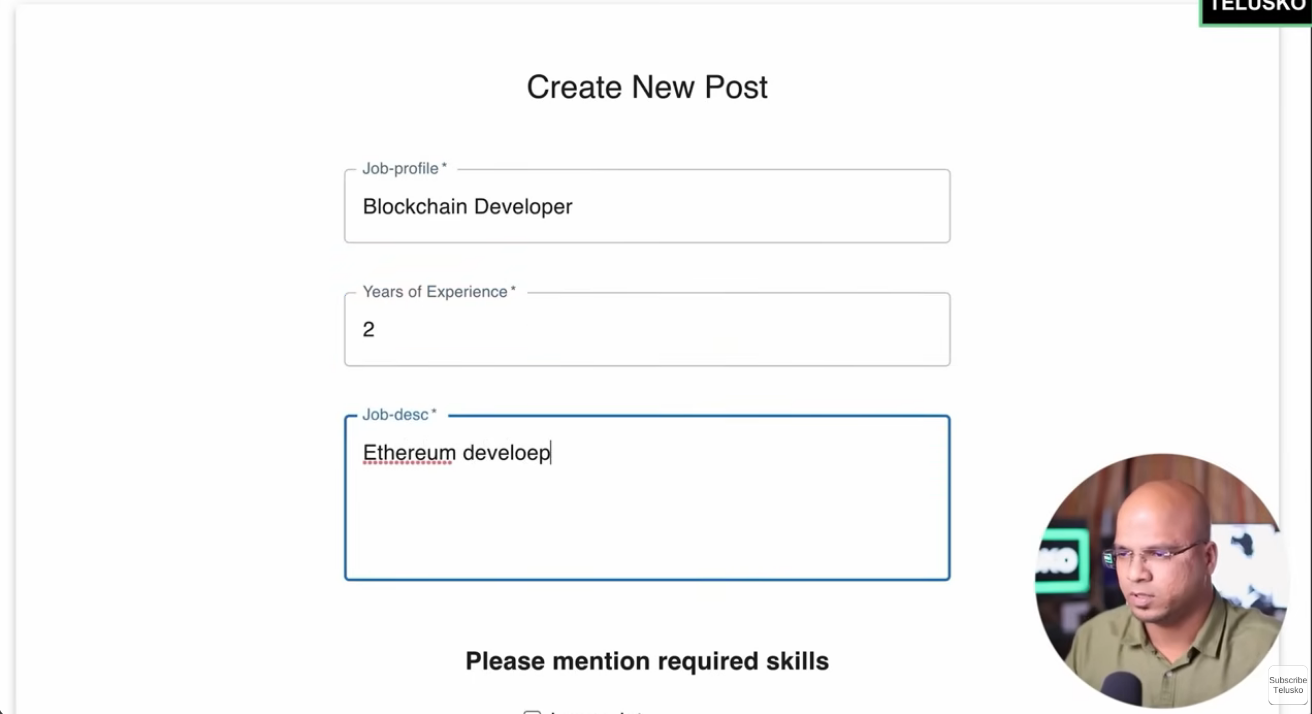 TELUSKO
Create New Post
Job-profile *
Blockchain Developer
Years of Experience *
2
Job-desc *
Ethereum develoep
Please mention required skills
Subscribe
Telusko